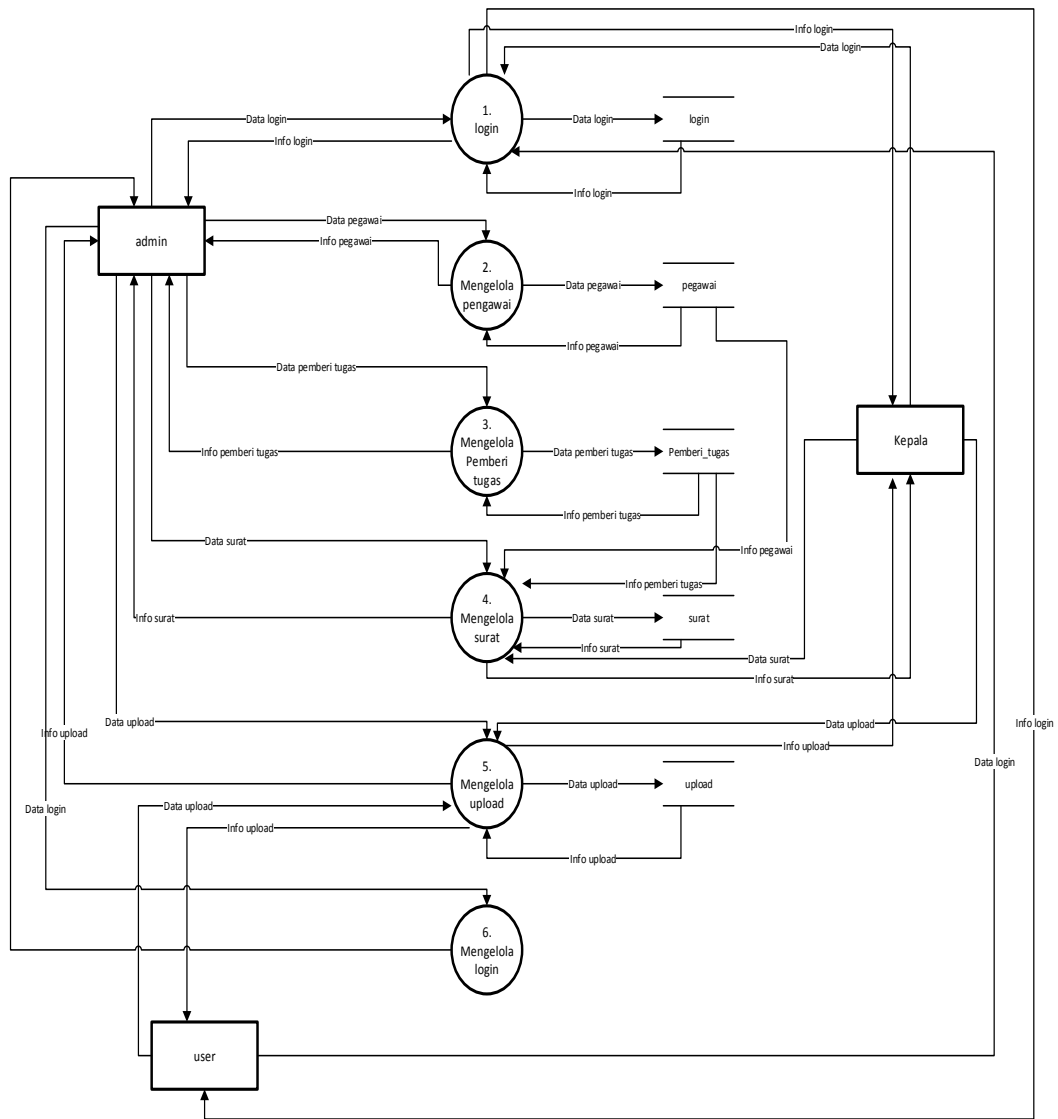 Info login
Data login
1.
login
Data login
Data login
login
Info login
Info login
admin
Data pegawai
Info pegawai
2.
Mengelola
pengawai
Data pegawai
pegawai
Info pegawai
Data pemberi tugas
3.
Mengelola
Pemberi
tugas
Info pemberi tugas
Data pemberi tugas
Pemberi_tugas
Kepala
Info pemberi tugas
Data surat
Info pegawai
Info pemberi tugas
4.
Mengelola
surat
Info surat
Data surat
surat
Info surat
Data surat
Info surat
Data upload
Info upload
Data upload
Info upload
Info login
Data login
5.
Mengelola
upload
Data upload
upload
Data login
Data upload
Info upload
Info upload
6.
Mengelola
login
user